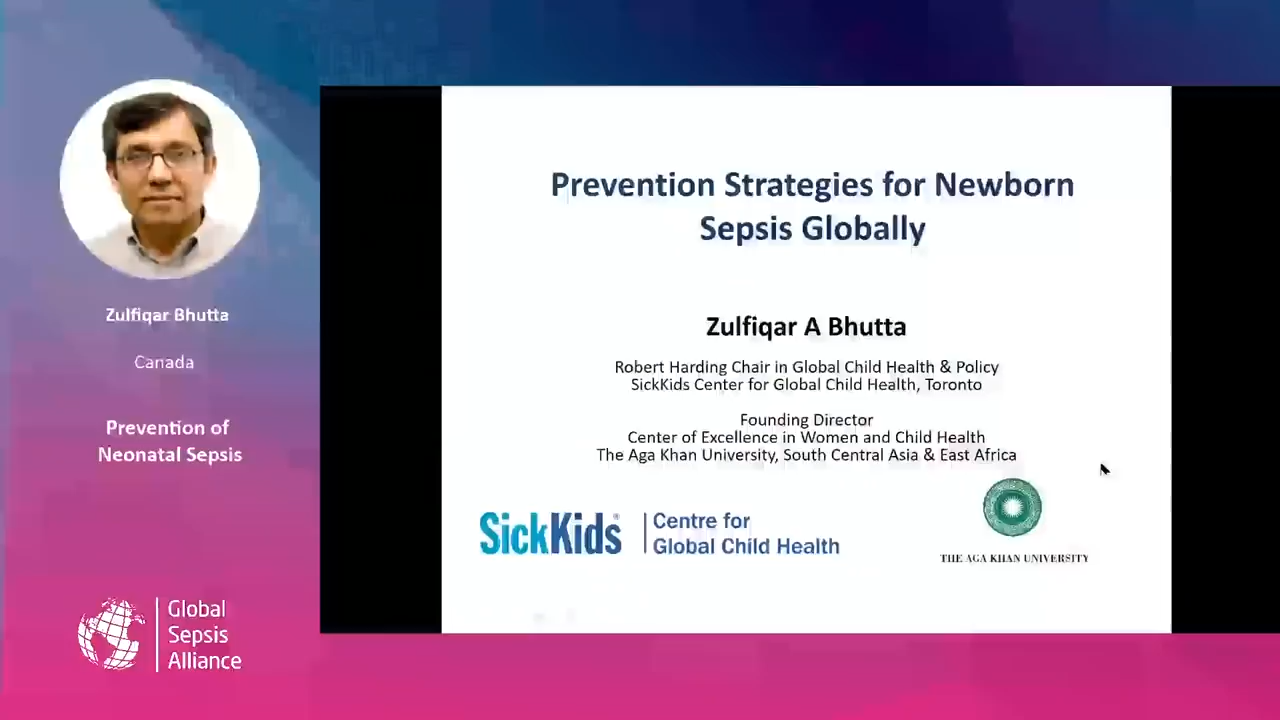 Zulfiqar Bhutta
Canada
Prevention of
Neonatal Sepsis
Global
Sepsis
Alliance
Prevention Strategies for Newborn
Sepsis Globally
Zulfiqar A Bhutta
Robert Harding Chair in Global Child Health & Policy
SickKids Center for Global Child Health, Toronto
Founding Director
Center of Excellence in Women and Child Health
The Aga Khan University, South Central Asia & East Africa
SickKids®
Centre for
Global Child Health
THE AGA KHAN UNIVERSITY